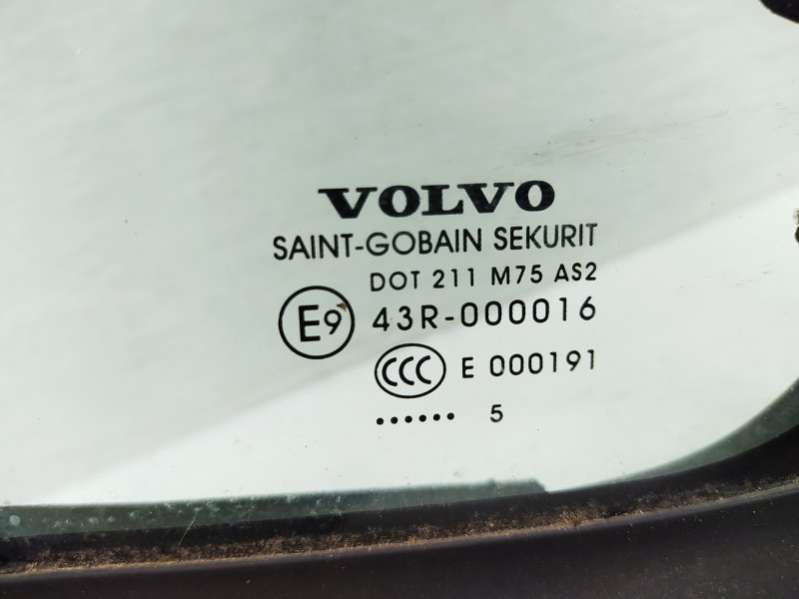 VOLVO
SAINT-GOBAIN SEKURIT
DOT 211 M75 AS2
E9 43R-000016
CCC E 000191
...... 5